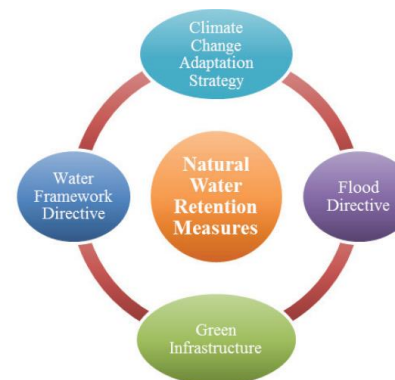 Climate
Change
Adaptation
Strategy
Water
Framework
Directive
Natural
Water
Retention
Measures
Flood
Directive
Green
Infrastructure